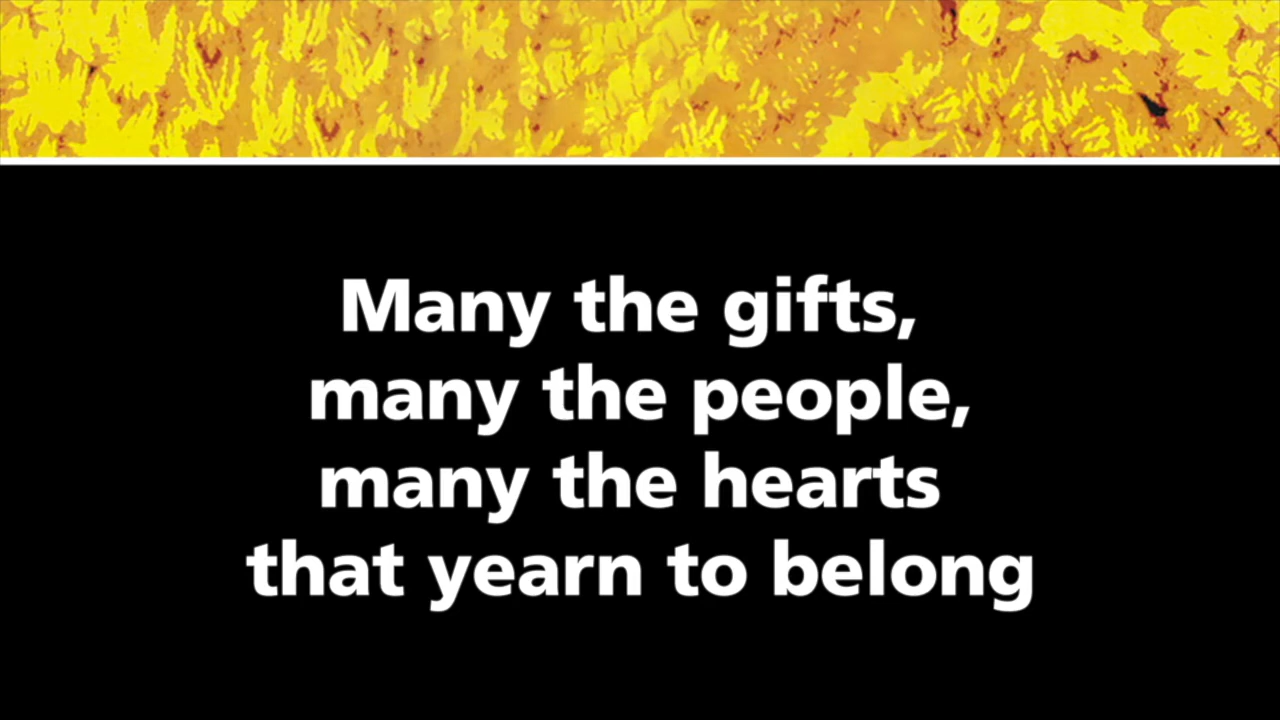 Many the gifts,
many the people,
many the hearts
that yearn to belong